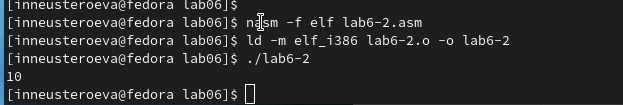 [inneusteroeva@fedora lab06]$
[inneusteroeva@fedora lab06]$ nasm -f elf lab6-2.asm
[inneusteroeva@fedora lab06]$ ld -m elf_i386 lab6-2.o -o lab6-2
[inneusteroeva@fedora lab06]$ ./lab6-2
10
[inneusteroeva@fedora lab06]$